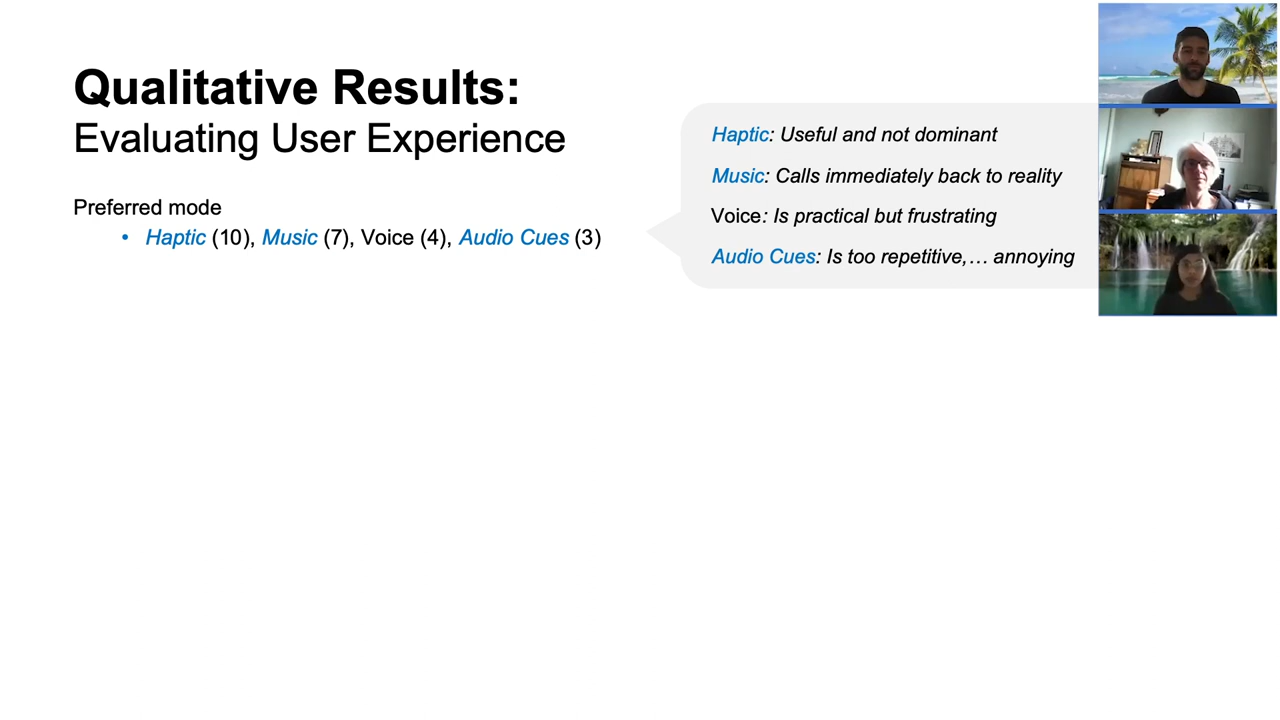 Qualitative Results:
Evaluating User Experience
Preferred mode
• Haptic (10), Music (7), Voice (4), Audio Cues (3)
Haptic: Useful and not dominant
Music: Calls immediately back to reality
Voice: Is practical but frustrating
Audio Cues: Is too repetitive,… annoying